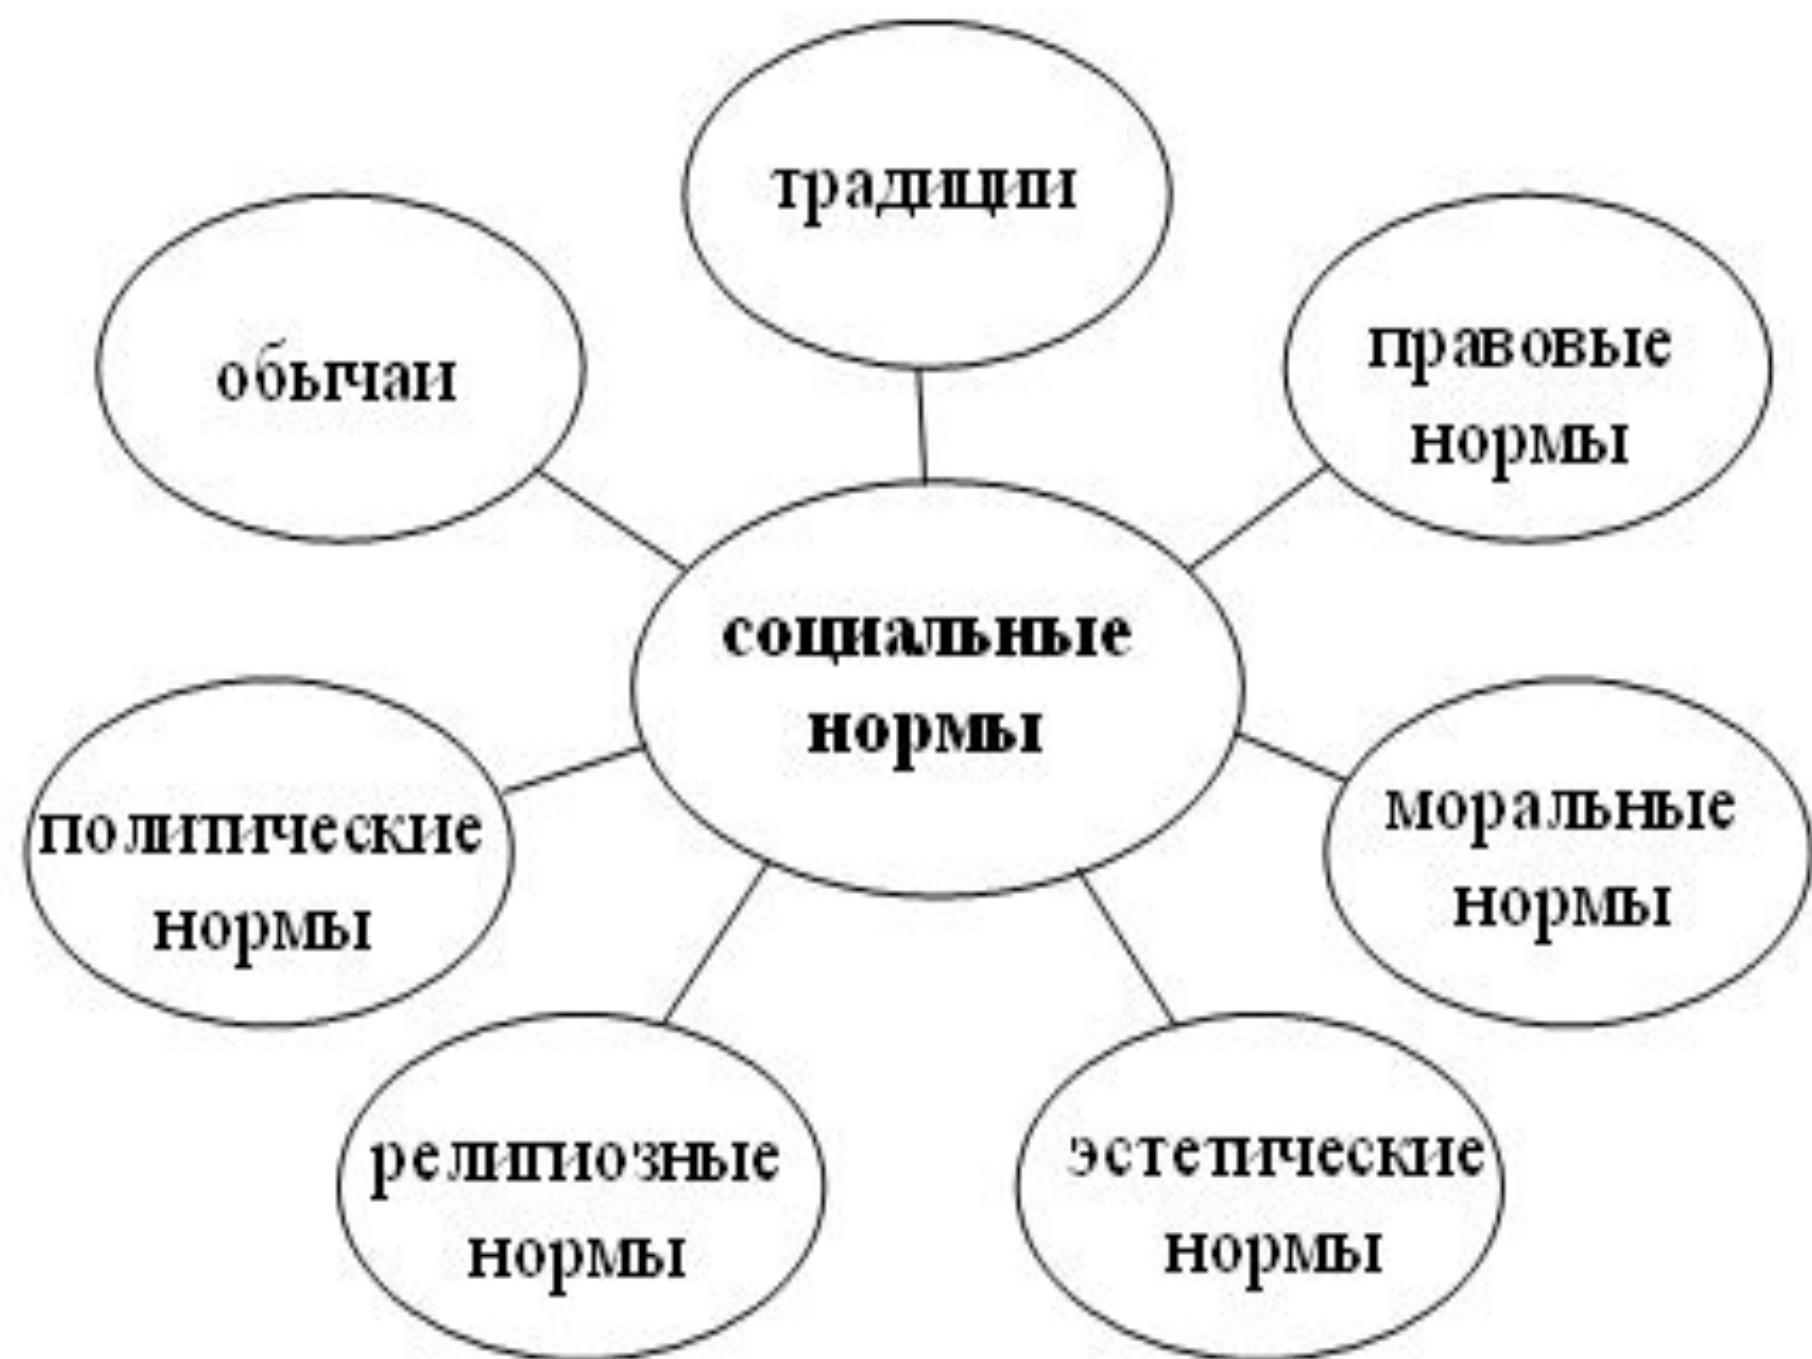 традиции
обычаи
правовые
нормы
социальные
нормы
политические
нормы
моральные
нормы
религиозные
нормы
эстетические
нормы